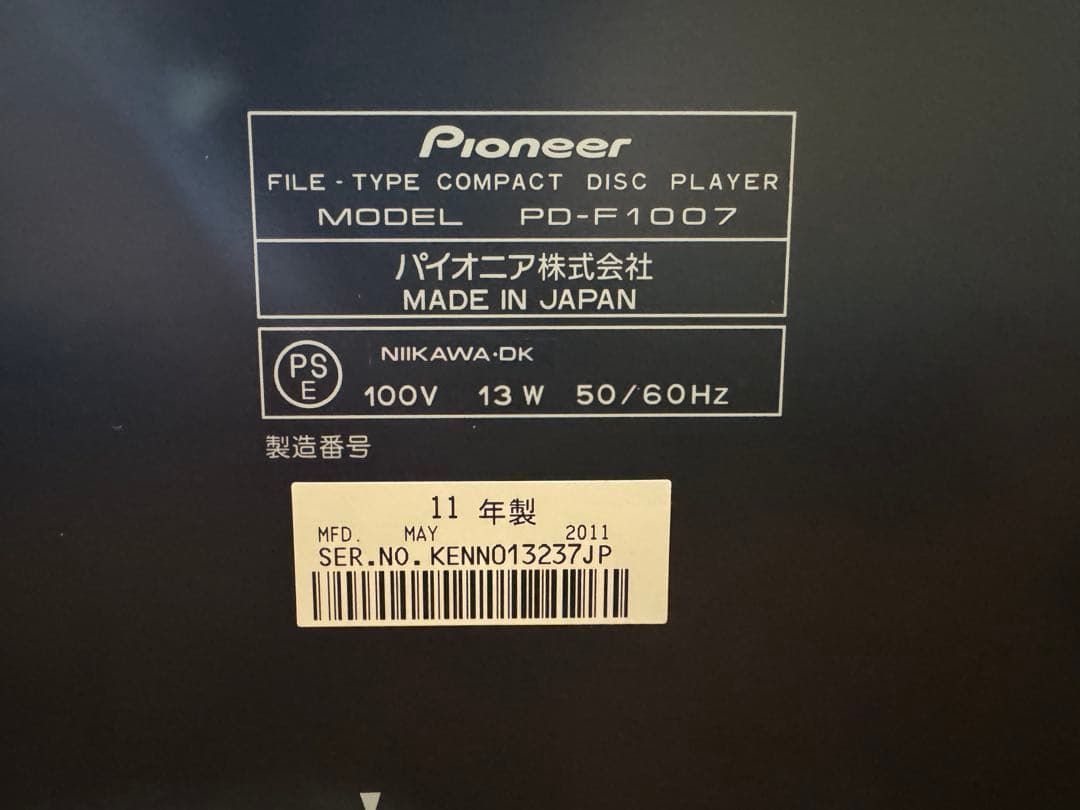 Pioneer
FILE-TYPE COMPACT DISC PLAYER
MODEL PD-F1007
パイオニア株式会社
MADE IN JAPAN
PS
E
NIIKAWA·DK
100V 13W 50/60Hz
製造番号
11 年製
MFD. MAY 2011
SER.NO.KENN013237JP